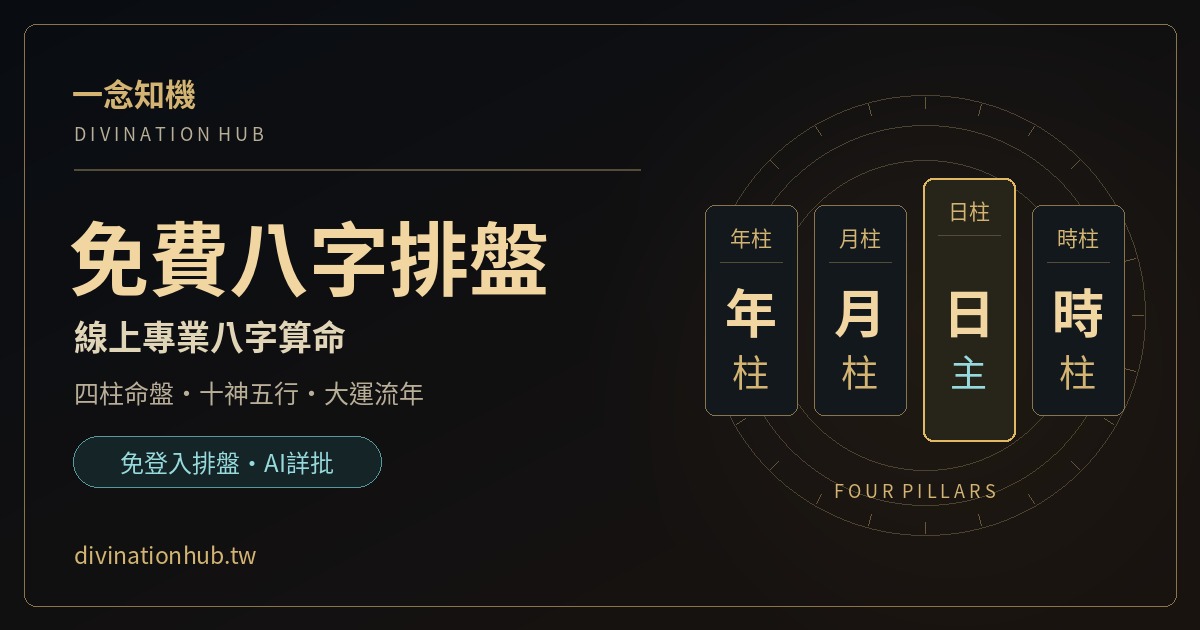 一念知機
DIVINATION HUB
免費八字排盤
線上專業八字算命
四柱命盤・十神五行・大運流年
免登入排盤・AI詳批
divinationhub.tw
年柱
年
柱
月柱
月
柱
日柱
日
主
時柱
時
柱
FOUR PILLARS